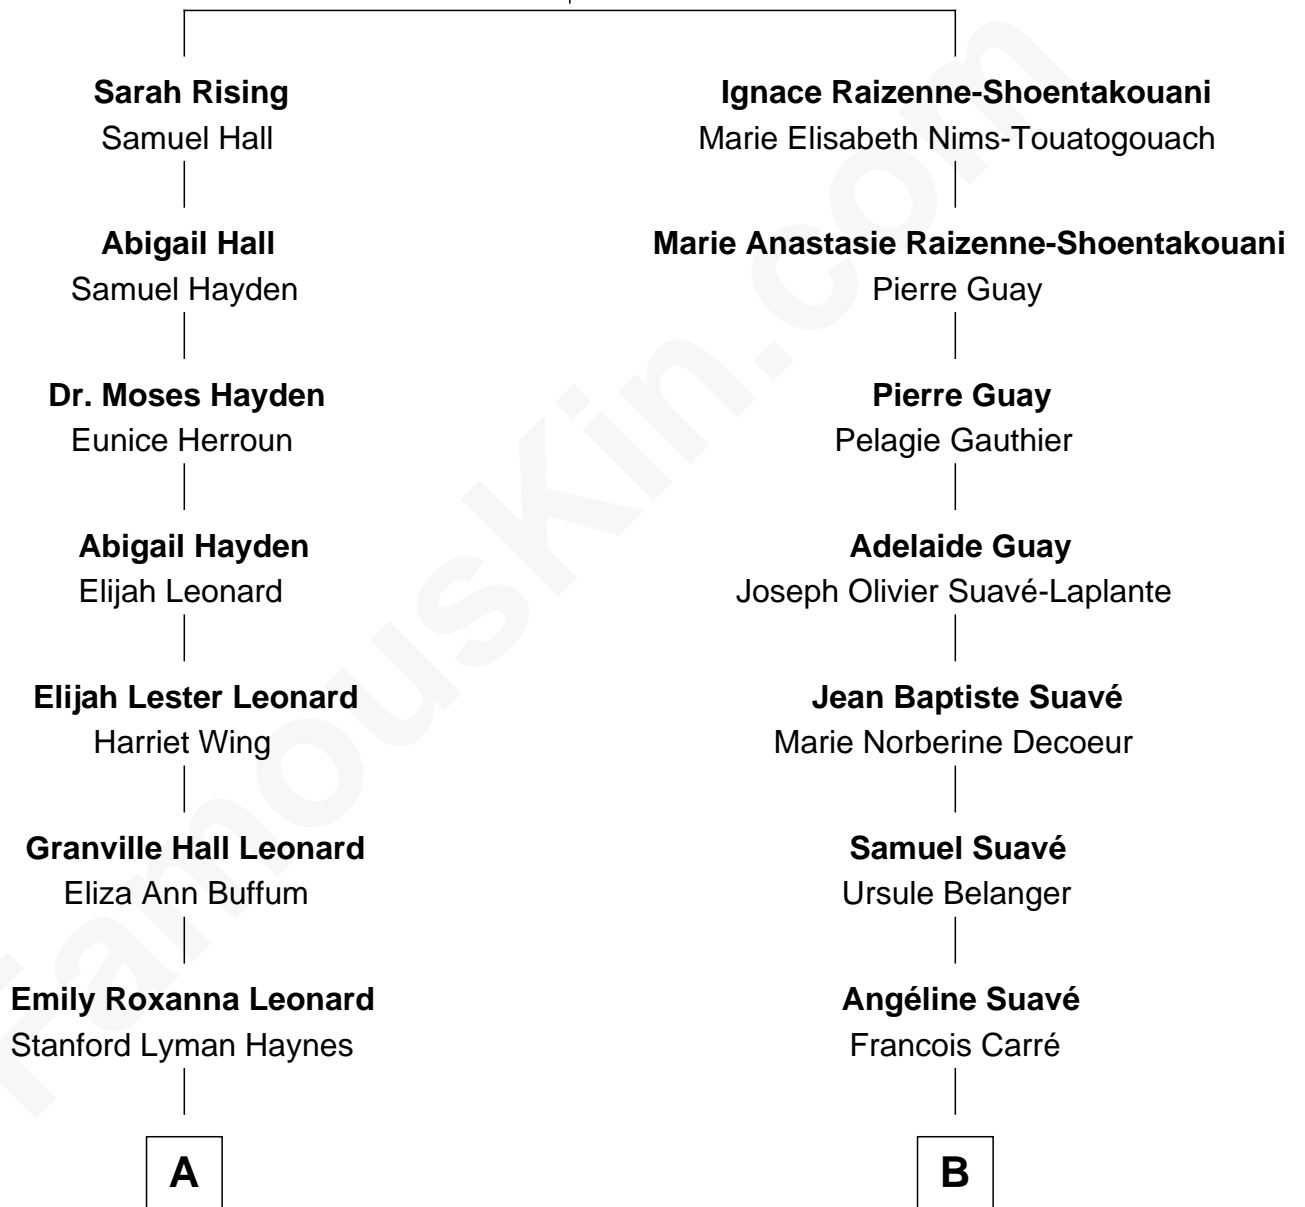 Sarah Rising
Samuel Hall
Ignace Raizenne-Shoentakouani
Marie Elisabeth Nims-Touatogouach
Abigail Hall
Samuel Hayden
Marie Anastasie Raizenne-Shoentakouani
Pierre Guay
Dr. Moses Hayden
Eunice Herroun
Pierre Guay
Pelagie Gauthier
Abigail Hayden
Elijah Leonard
Adelaide Guay
Joseph Olivier Suavé-Laplante
Elijah Lester Leonard
Harriet Wing
Jean Baptiste Suavé
Marie Norberine Decoeur
Granville Hall Leonard
Eliza Ann Buffum
Samuel Suavé
Ursule Belanger
Emily Roxanna Leonard
Stanford Lyman Haynes
Angéline Suavé
Francois Carré
A
B
FamousKin.com